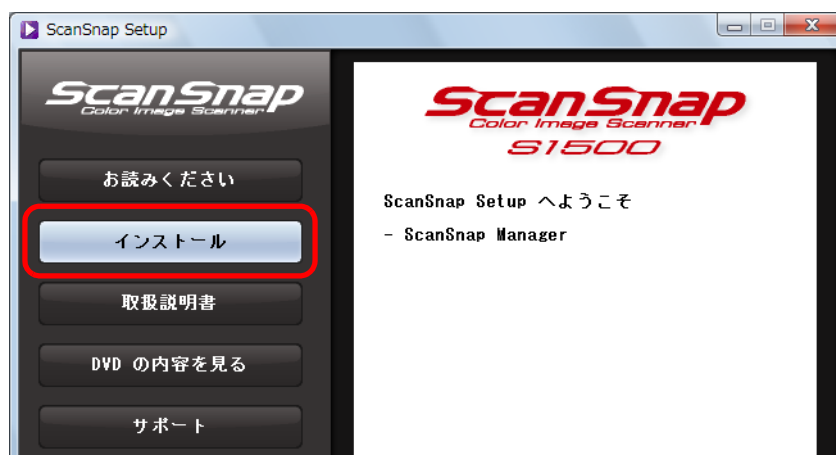 ScanSnap Setup
ScanSnap
Color Image Scanner
お読みください
インストール
取扱説明書
DVD の内容を見る
サポート
ScanSnap
Color Image Scanner
S1500
ScanSnap Setup へようこそ
- ScanSnap Manager